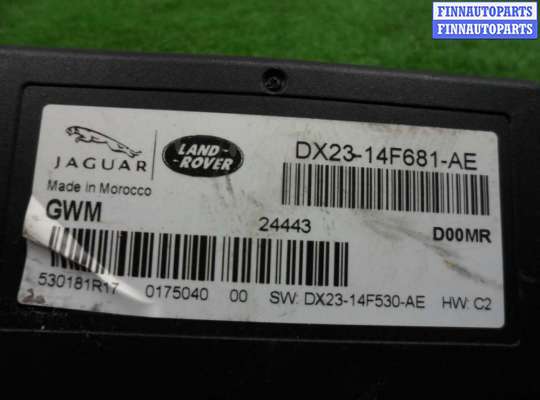 FINNAUTOPARTS
FINNAUTOPARTS
JAGUAR
LAND-
-ROVER
DX23-14F681-AE
Made in Morocco
GWM
24443
D00MR
530181R17 0175040 00 SW: DX23-14F530-AE HW: C2